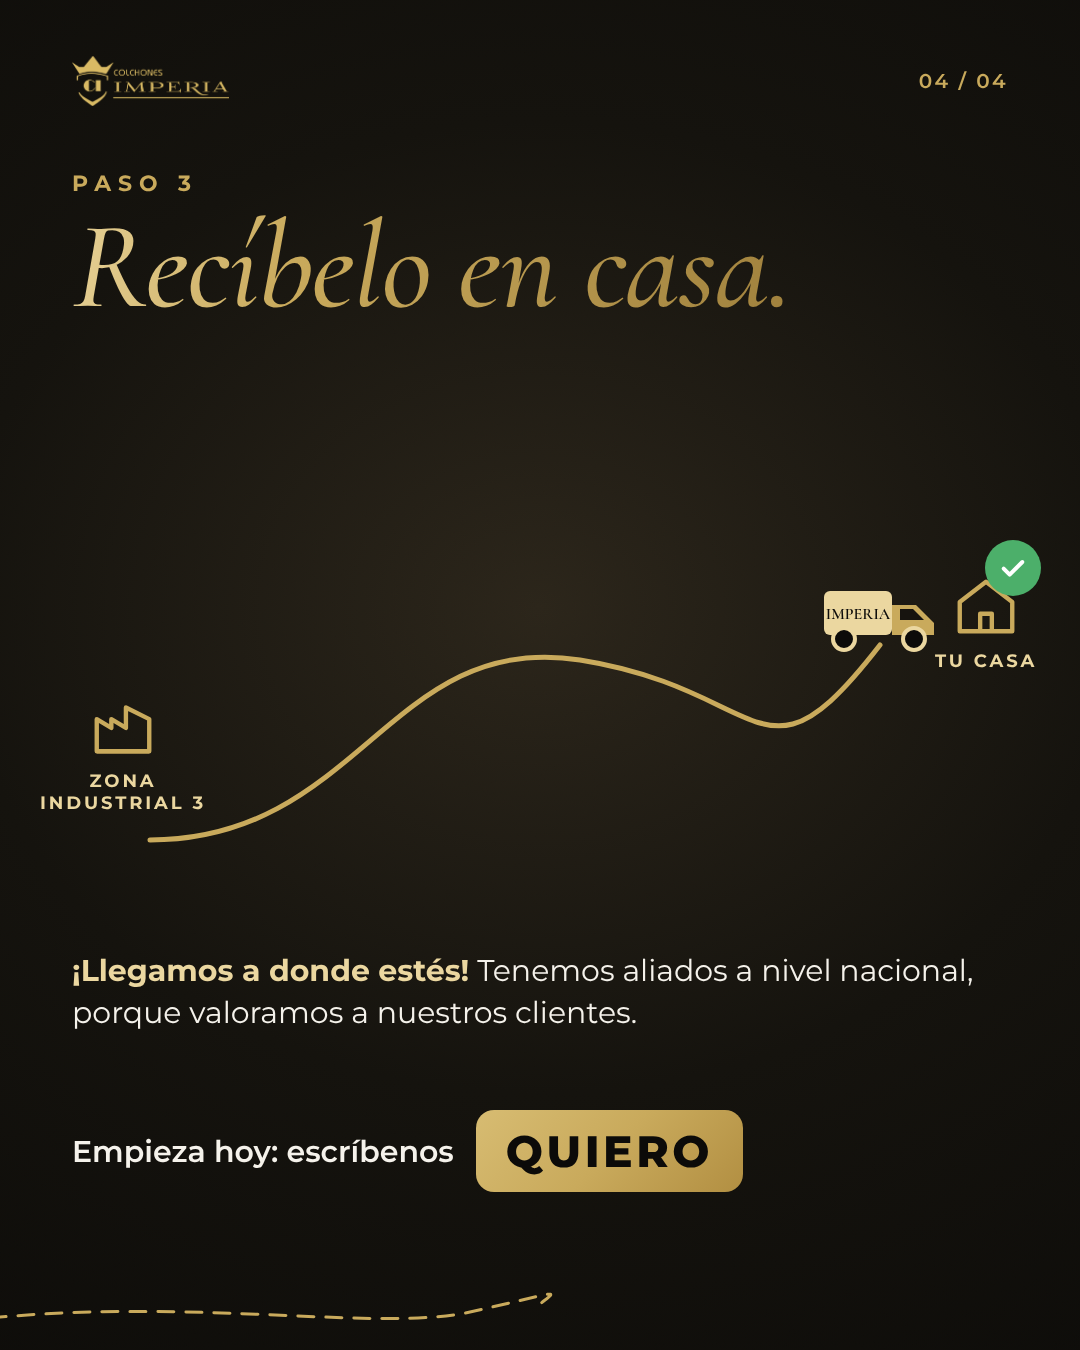 COLCHONES
IMPERIA
04 / 04
PASO 3
Recíbelo en casa.
IMPERIA
TU CASA
ZONA
INDUSTRIAL 3
¡Llegamos a donde estés! Tenemos aliados a nivel nacional,
porque valoramos a nuestros clientes.
Empieza hoy: escríbenos QUIERO